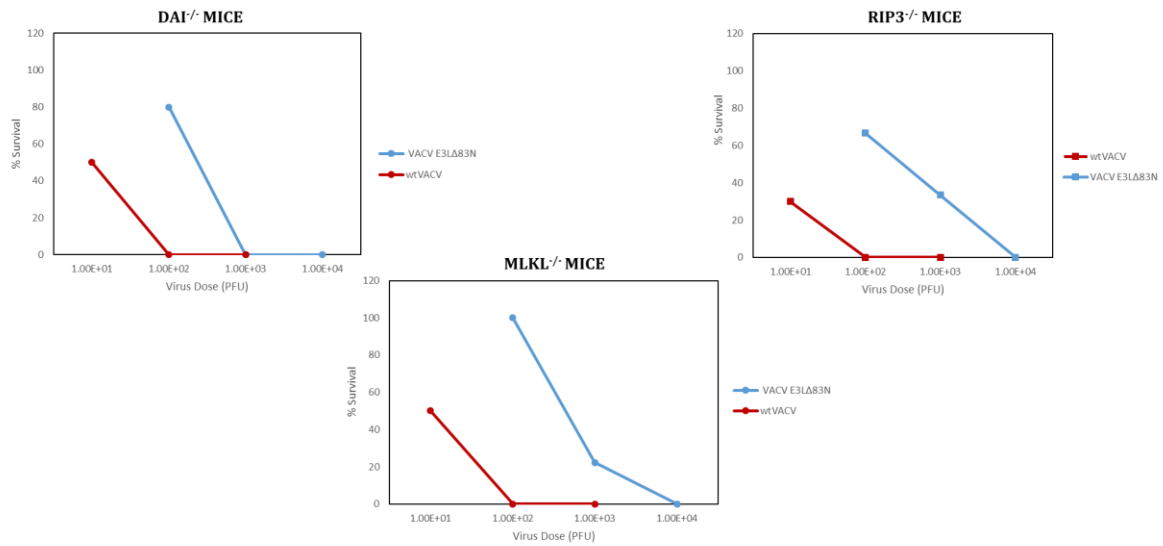 DAI-/- MICE
120
100
80
60
40
20
0
% Survival
1.00E+01 1.00E+02 1.00E+03 1.00E+04
Virus Dose (PFU)
VACV E3LΔ83N
wtVACV
RIP3-/- MICE
120
100
80
60
40
20
0
% Survival
1.00E+01 1.00E+02 1.00E+03 1.00E+04
Virus Dose (PFU)
wtVACV
VACV E3LΔ83N
MLKL-/- MICE
120
100
80
60
40
20
0
% Survival
1.00E+01 1.00E+02 1.00E+03 1.00E+04
Virus Dose (PFU)
VACV E3LΔ83N
wtVACV